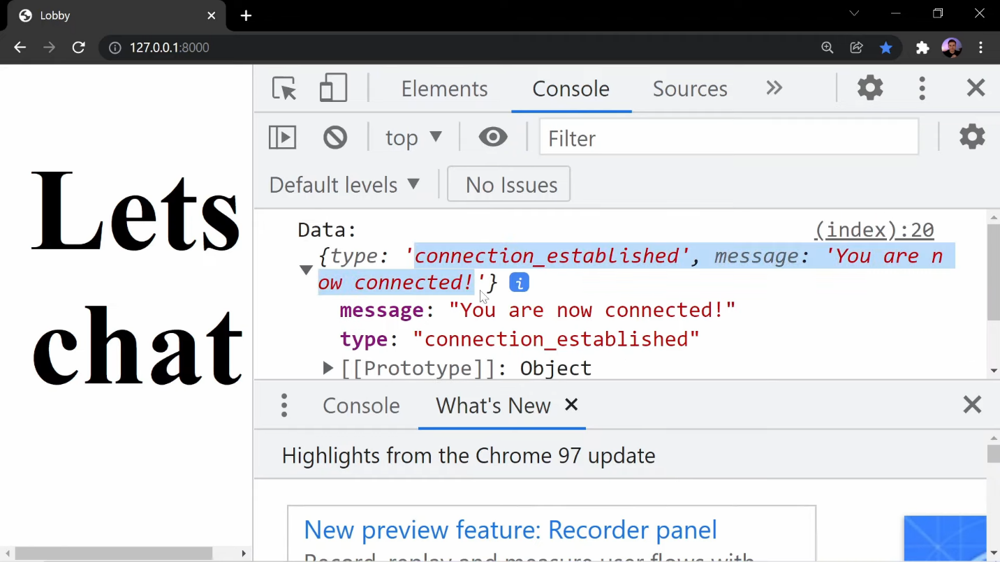 Lobby
127.0.0.1:8000
Lets
chat
Elements Console Sources
top Filter
Default levels No Issues
Data: (index):20
{type: 'connection_established', message: 'You are n
ow connected!'} i
message: "You are now connected!"
type: "connection_established"
[[Prototype]]: Object
Console What's New
Highlights from the Chrome 97 update
New preview feature: Recorder panel
Record, replay and measure user flows with